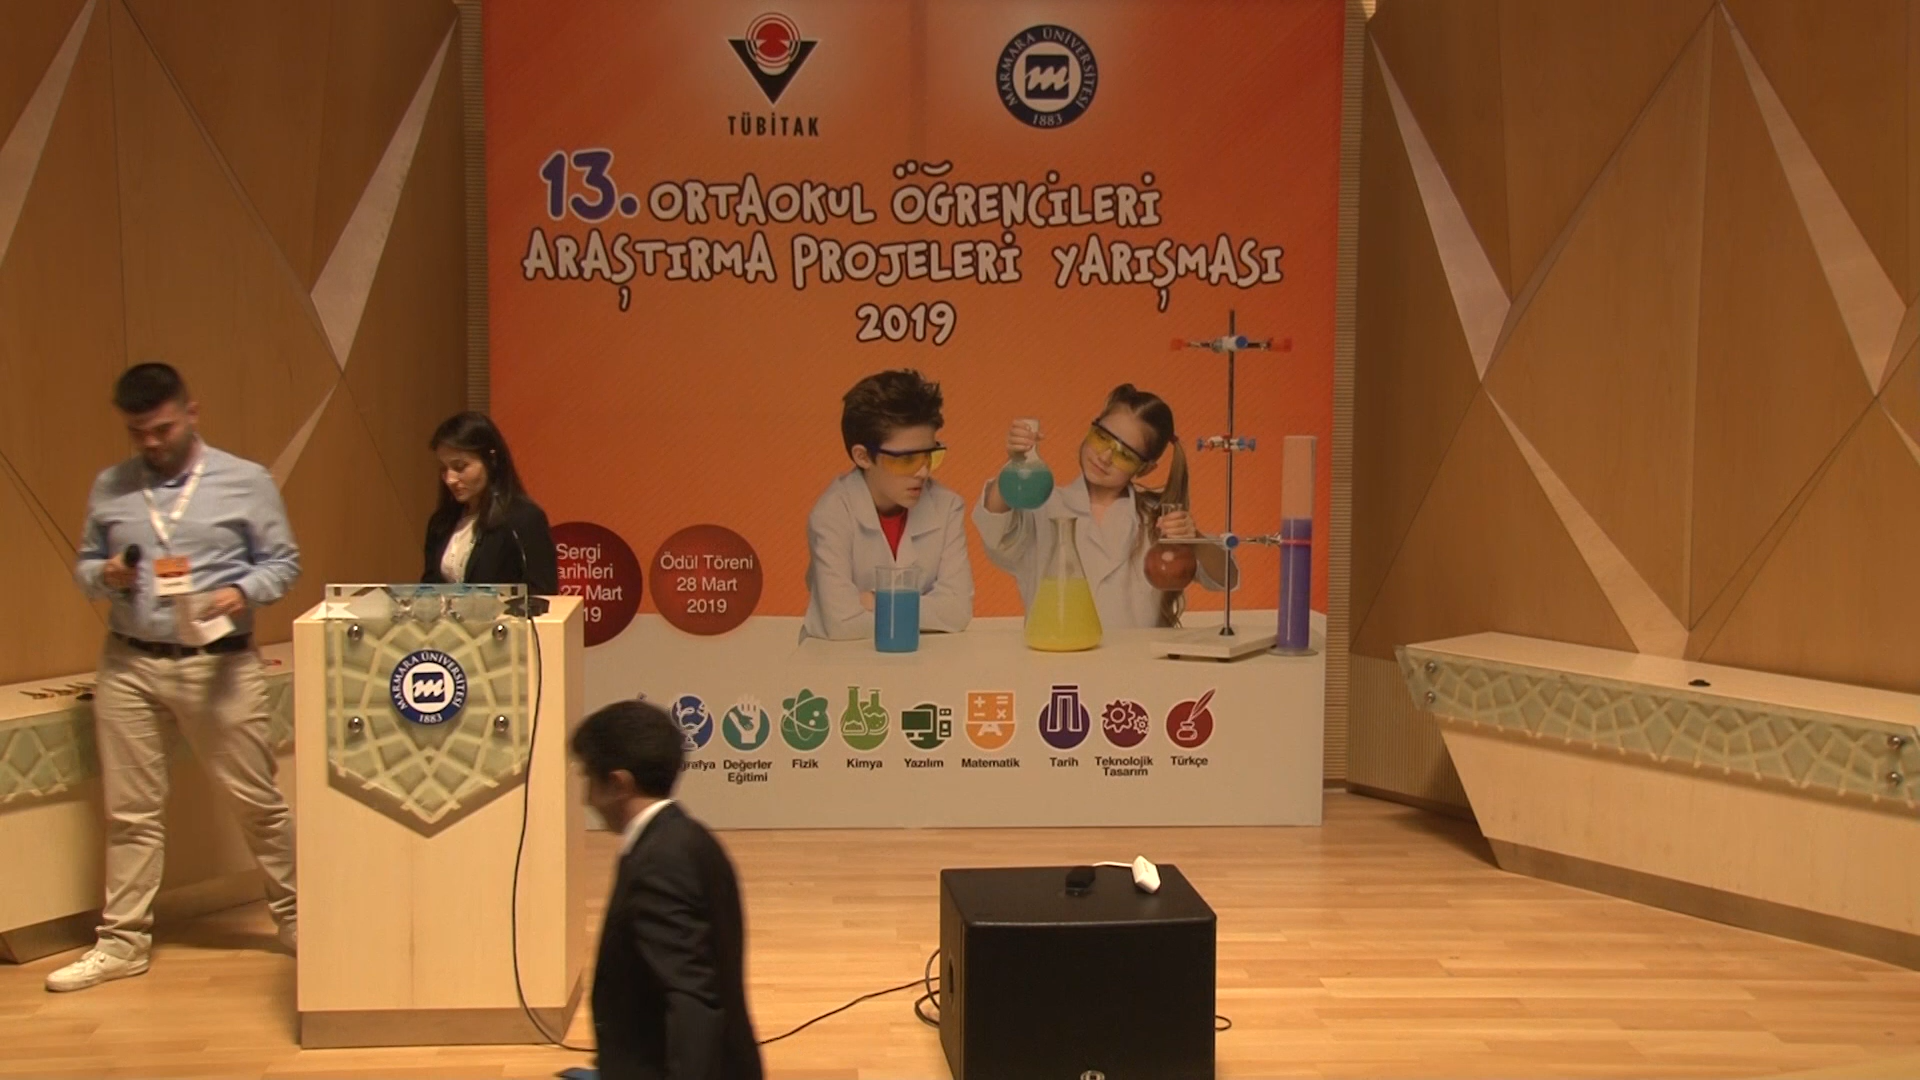 TÜBİTAK
MARMARA ÜNİVERSİTESİ
1883
13. ORTAOKUL ÖĞRENCİLERİ
ARAŞTIRMA PROJELERİ YARIŞMASI
2019
Sergi
27 Mart
Ödül Töreni
28 Mart
2019
MARMARA ÜNİVERSİTESİ
1883
Değerler
Eğitimi
Fizik
Kimya
Yazılım
Matematik
Tarih
Teknolojik
Tasarım
Türkçe